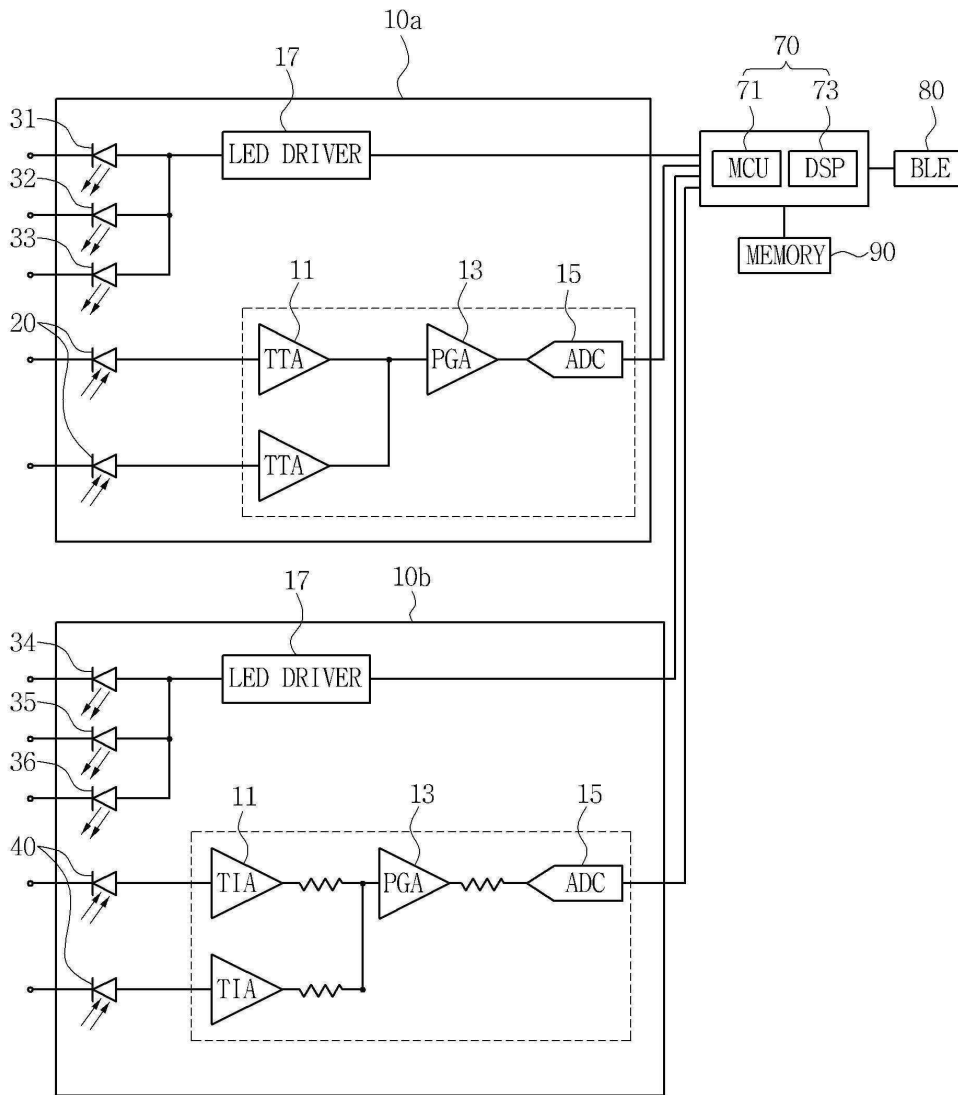 10a
70
17
71 73
80
31
LED DRIVER
MCU
DSP
BLE
32
33
MEMORY
90
11
13
15
20
TTA
PGA
ADC
TTA
10b
17
34
LED DRIVER
35
36
11
13
15
40
TIA
PGA
ADC
TIA